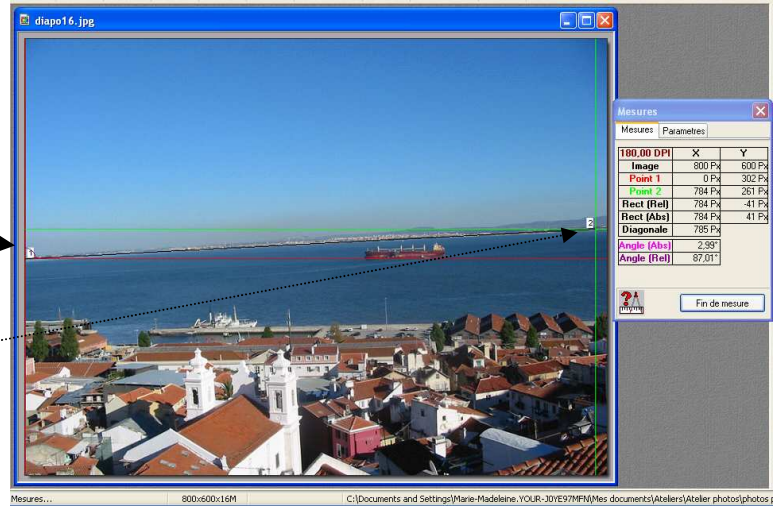 diapo16.jpg
1
2
Mesures
Mesures Parametres
180,00 DPI X Y
Image 800 Px 600 Px
Point 1 0 Px 302 Px
Point 2 784 Px 261 Px
Rect (Rel) 784 Px -41 Px
Rect (Abs) 784 Px 41 Px
Diagonale 785 Px
Angle (Abs) 2,99°
Angle (Rel) 87,01°
Fin de mesure
Mesures... 800x600x16M C:\Documents and Settings\Marie-Madeleine.YOUR-J0YE97MFN\Mes documents\Ateliers\Atelier photos\photos p